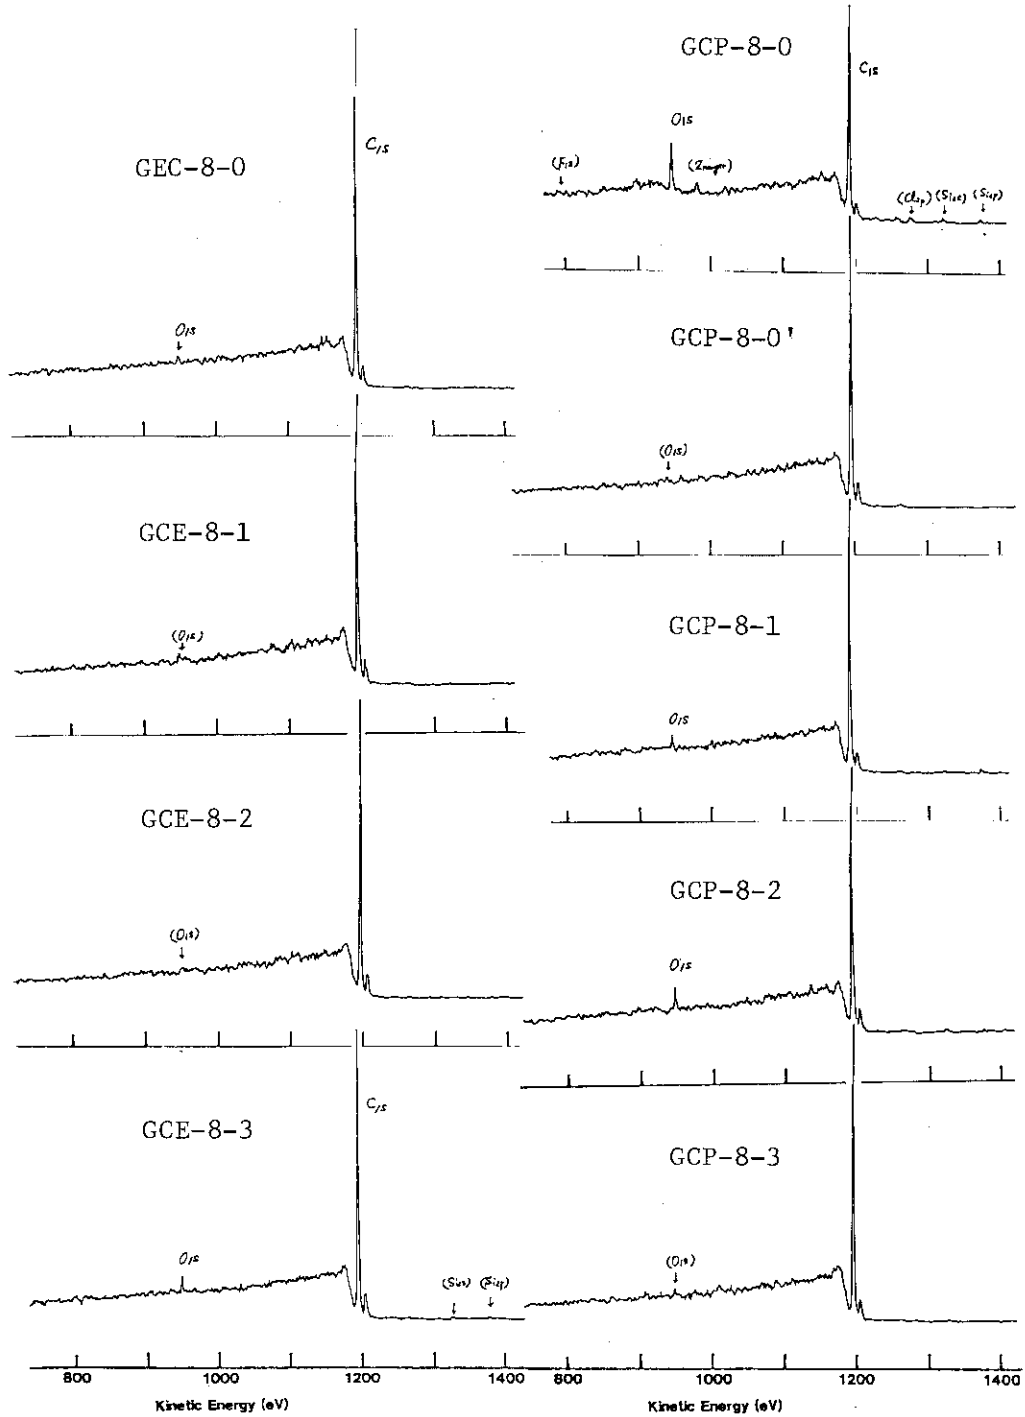 GEC-8-0
C1s
O1s
GCE-8-1
(O1s)
GCE-8-2
(O1s)
GCE-8-3
C1s
O1s
(Si2s) (Si2p)
800 1000 1200 1400
Kinetic Energy (eV)
GCP-8-0
C1s
O1s
(F1s)
(Cl2p) (Si2s) (Si2p)
GCP-8-0'
(O1s)
GCP-8-1
O1s
GCP-8-2
O1s
GCP-8-3
(O1s)
800 1000 1200 1400
Kinetic Energy (eV)